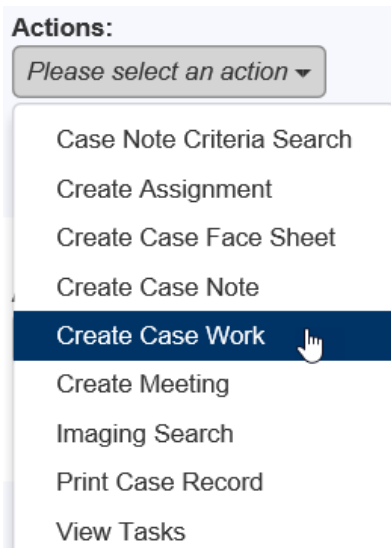 Actions:
Please select an action
Case Note Criteria Search
Create Assignment
Create Case Face Sheet
Create Case Note
Create Case Work
Create Meeting
Imaging Search
Print Case Record
View Tasks